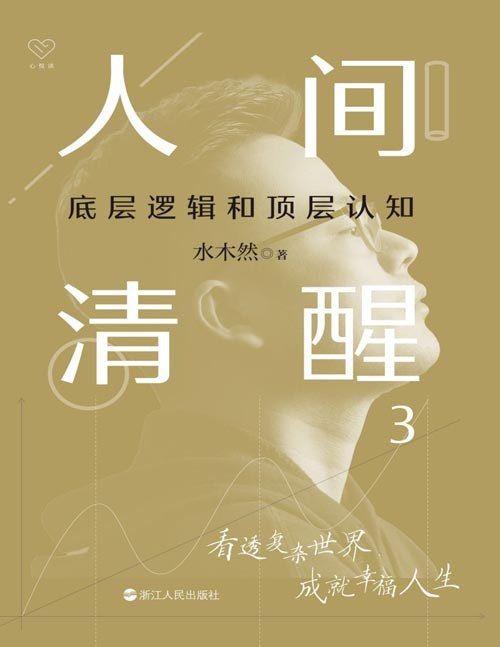 心悦读
人间
底层逻辑和顶层认知
水木然◎著
清醒
3
看透复杂世界
成就幸福人生
浙江人民出版社